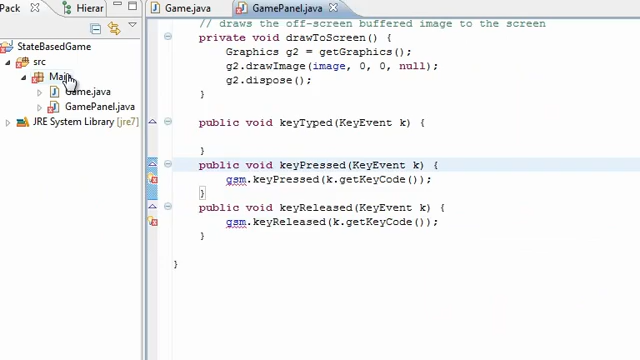 Pack
Hierar
Game.java
GamePanel.java
StateBasedGame
src
Main
Game.java
GamePanel.java
JRE System Library [jre7]
// draws the off-screen buffered image to the screen
private void drawToScreen() {
Graphics g2 = getGraphics();
g2.drawImage(image, 0, 0, null);
g2.dispose();
}
public void keyTyped(KeyEvent k) {
}
public void keyPressed(KeyEvent k) {
gsm.keyPressed(k.getKeyCode());
}
public void keyReleased(KeyEvent k) {
gsm.keyReleased(k.getKeyCode());
}
}